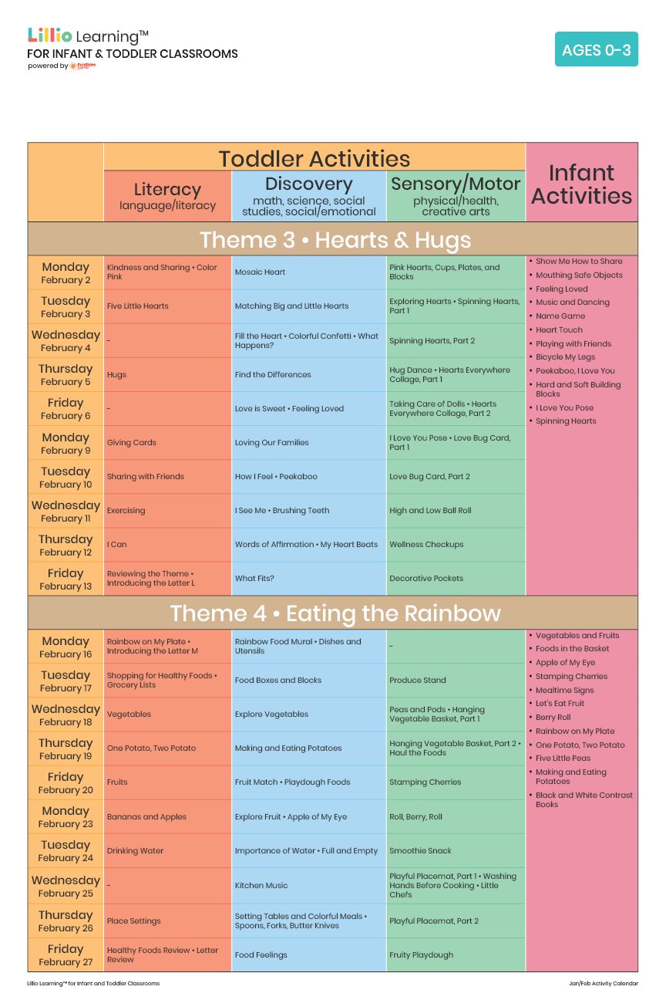 Lillio Learning™
FOR INFANT & TODDLER CLASSROOMS
powered by FunShine Express
AGES 0-3
Toddler Activities
Infant
Activities
Literacy
language/literacy
Discovery
math, science, social
studies, social/emotional
Sensory/Motor
physical/health,
creative arts
Theme 3 • Hearts & Hugs
Monday
February 2
Kindness and Sharing • Color
Pink
Mosaic Heart
Pink Hearts, Cups, Plates, and
Blocks
Tuesday
February 3
Five Little Hearts
Matching Big and Little Hearts
Exploring Hearts • Spinning Hearts,
Part 1
Wednesday
February 4
-
Fill the Heart • Colorful Confetti • What
Happens?
Spinning Hearts, Part 2
Thursday
February 5
Hugs
Find the Differences
Hug Dance • Hearts Everywhere
Collage, Part 1
Friday
February 6
-
Love is Sweet • Feeling Loved
Taking Care of Dolls • Hearts
Everywhere Collage, Part 2
Monday
February 9
Giving Cards
Loving Our Families
I Love You Pose • Love Bug Card,
Part 1
Tuesday
February 10
Sharing with Friends
How I Feel • Peekaboo
Love Bug Card, Part 2
Wednesday
February 11
Exercising
I See Me • Brushing Teeth
High and Low Ball Roll
Thursday
February 12
I Can
Words of Affirmation • My Heart Beats
Wellness Checkups
Friday
February 13
Reviewing the Theme •
Introducing the Letter L
What Fits?
Decorative Pockets
• Show Me How to Share
• Mouthing Safe Objects
• Feeling Loved
• Music and Dancing
• Name Game
• Heart Touch
• Playing with Friends
• Bicycle My Legs
• Peekaboo, I Love You
• Hard and Soft Building
Blocks
• I Love You Pose
• Spinning Hearts
Theme 4 • Eating the Rainbow
Monday
February 16
Rainbow on My Plate •
Introducing the Letter M
Rainbow Food Mural • Dishes and
Utensils
-
Tuesday
February 17
Shopping for Healthy Foods •
Grocery Lists
Food Boxes and Blocks
Produce Stand
Wednesday
February 18
Vegetables
Explore Vegetables
Peas and Pods • Hanging
Vegetable Basket, Part 1
Thursday
February 19
One Potato, Two Potato
Making and Eating Potatoes
Hanging Vegetable Basket, Part 2 •
Haul the Foods
Friday
February 20
Fruits
Fruit Match • Playdough Foods
Stamping Cherries
Monday
February 23
Bananas and Apples
Explore Fruit • Apple of My Eye
Roll, Berry, Roll
Tuesday
February 24
Drinking Water
Importance of Water • Full and Empty
Smoothie Snack
Wednesday
February 25
-
Kitchen Music
Playful Placemat, Part 1 • Washing
Hands Before Cooking • Little
Chefs
Thursday
February 26
Place Settings
Setting Tables and Colorful Meals •
Spoons, Forks, Butter Knives
Playful Placemat, Part 2
Friday
February 27
Healthy Foods Review • Letter
Review
Food Feelings
Fruity Playdough
• Vegetables and Fruits
• Foods in the Basket
• Apple of My Eye
• Stamping Cherries
• Mealtime Signs
• Let's Eat Fruit
• Berry Roll
• Rainbow on My Plate
• One Potato, Two Potato
• Five Little Peas
• Making and Eating
Potatoes
• Black and White Contrast
Books
Lillio Learning™ for Infant and Toddler Classrooms
Jan/Feb Activity Calendar